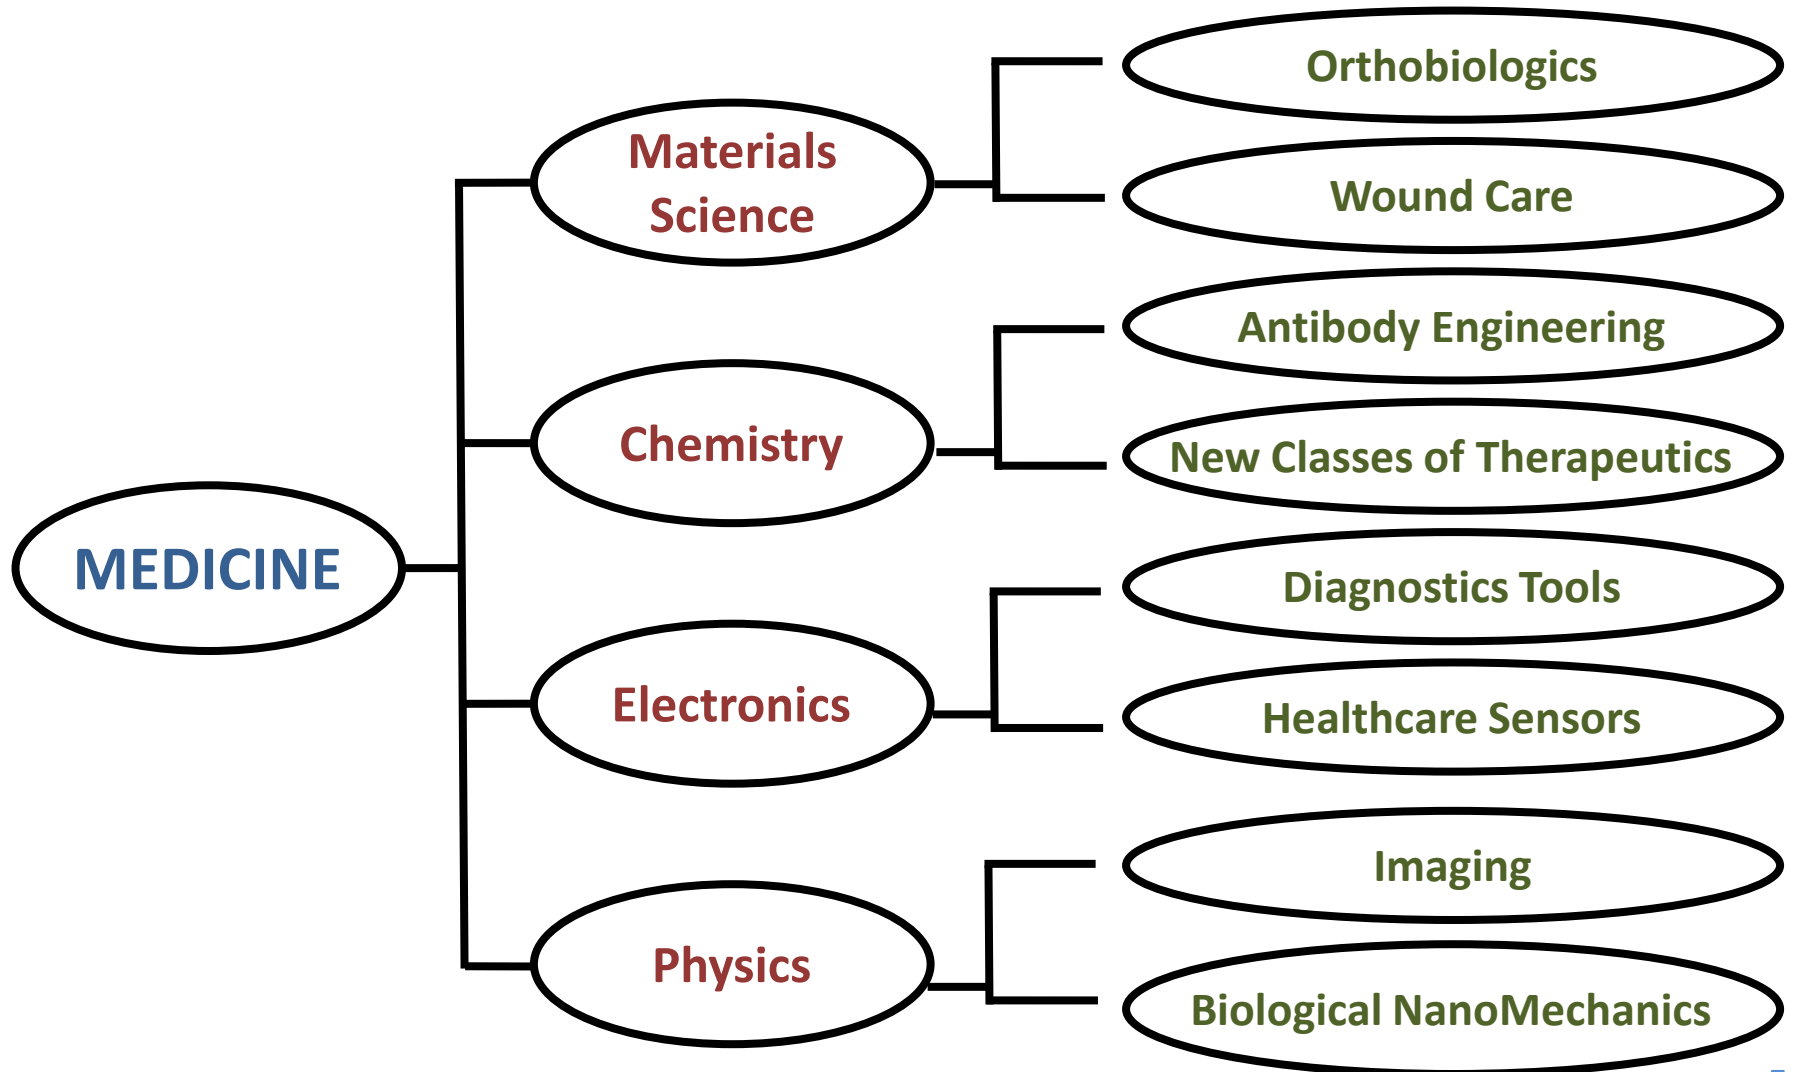 Orthobiologics
Materials
Science
Wound Care
Antibody Engineering
Chemistry
New Classes of Therapeutics
MEDICINE
Diagnostics Tools
Electronics
Healthcare Sensors
Imaging
Physics
Biological NanoMechanics